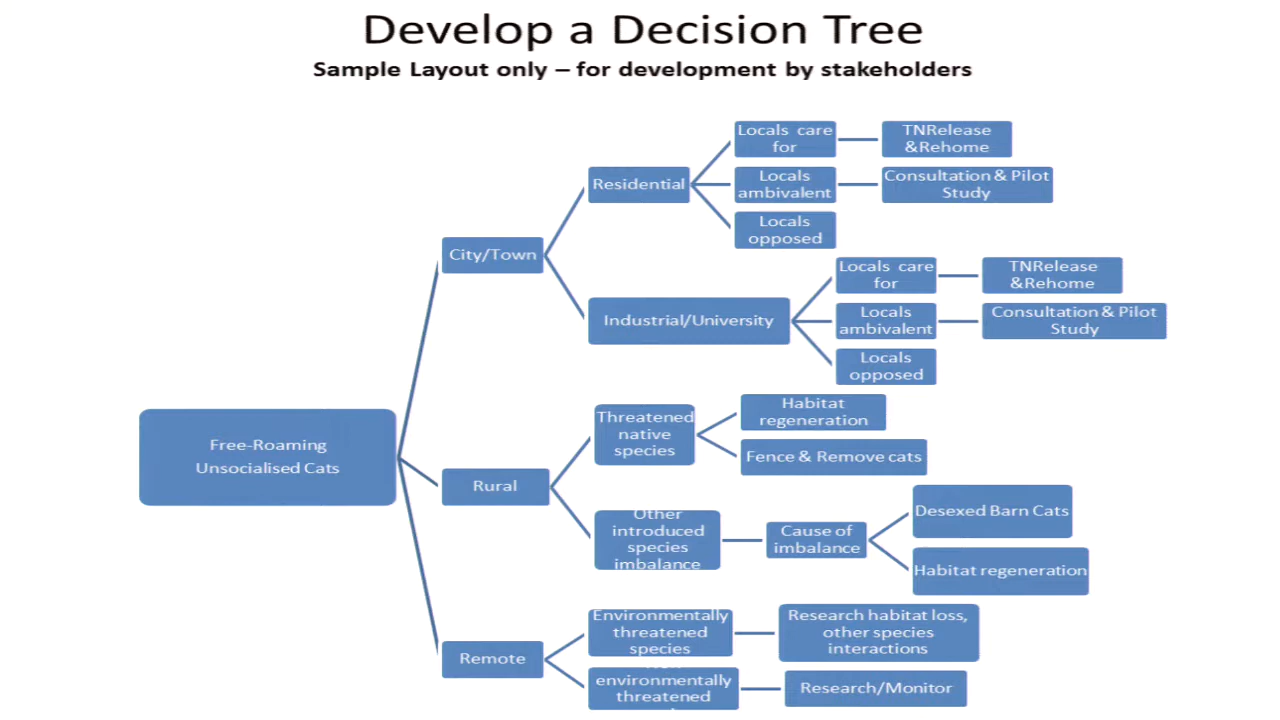 Develop a Decision Tree
Sample Layout only – for development by stakeholders
Free-Roaming
Unsocialised Cats
City/Town
Residential
Locals care
for
TNRelease
&Rehome
Locals
ambivalent
Consultation & Pilot
Study
Locals
opposed
Industrial/University
Locals care
for
TNRelease
&Rehome
Locals
ambivalent
Consultation & Pilot
Study
Locals
opposed
Rural
Threatened
native
species
Habitat
regeneration
Fence & Remove cats
Other
introduced
species
imbalance
Cause of
imbalance
Desexed Barn Cats
Habitat regeneration
Remote
Environmentally
threatened
species
Research habitat loss,
other species
interactions
environmentally
threatened
Research/Monitor